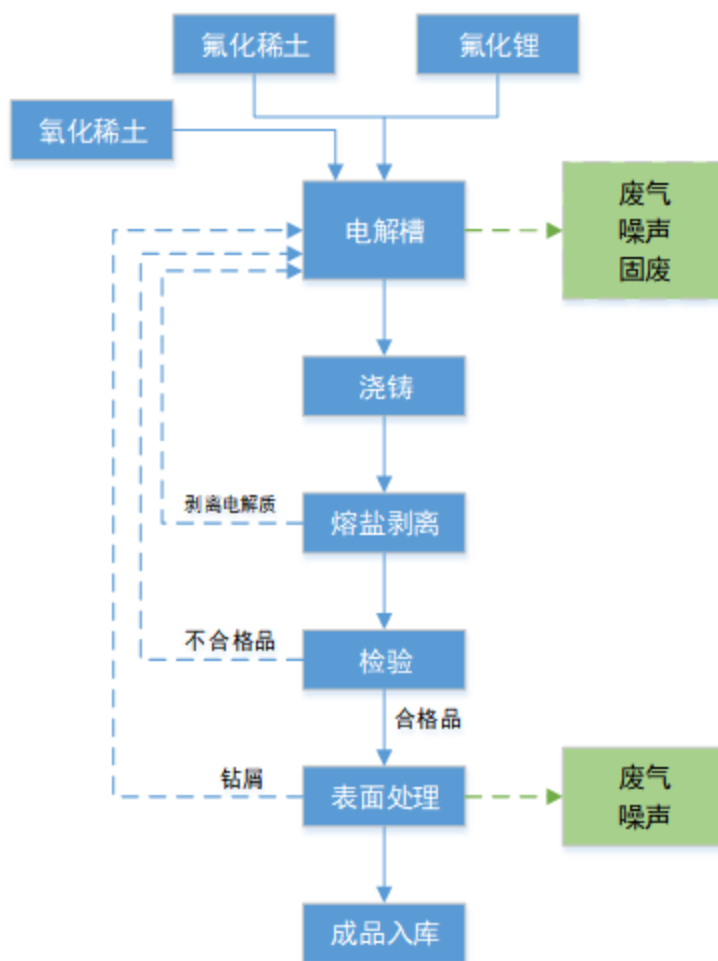 氟化稀土
氟化锂
氧化稀土
电解槽
废气
噪声
固废
浇铸
剥离电解质
熔盐剥离
不合格品
检验
合格品
钻屑
表面处理
废气
噪声
成品入库